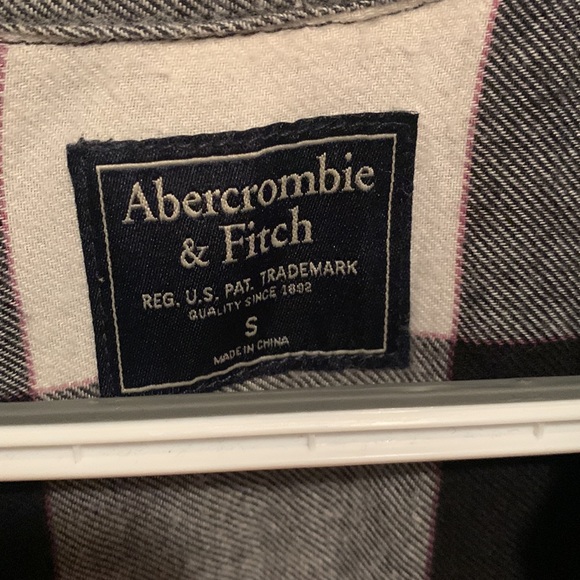 Abercrombie
& Fitch
REG. U.S. PAT. TRADEMARK
QUALITY SINCE 1892
S
MADE IN CHINA